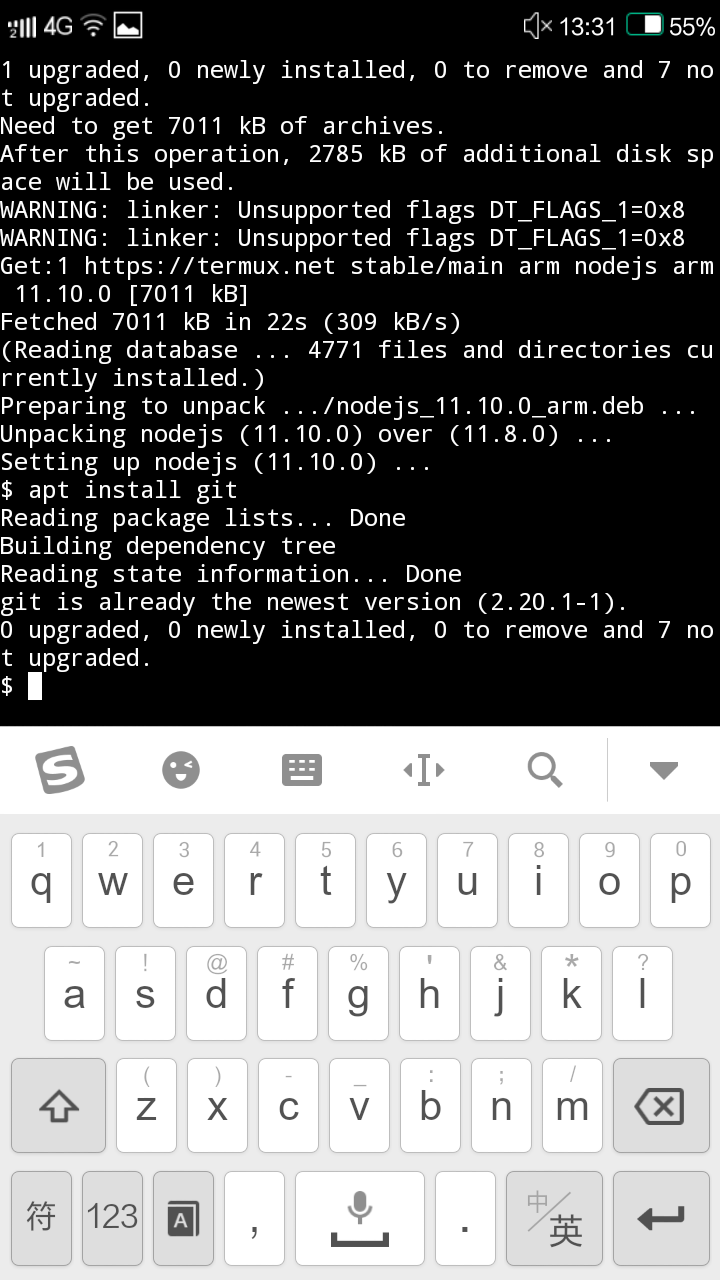 2 4G 13:31 55%
1 upgraded, 0 newly installed, 0 to remove and 7 no
t upgraded.
Need to get 7011 kB of archives.
After this operation, 2785 kB of additional disk sp
ace will be used.
WARNING: linker: Unsupported flags DT_FLAGS_1=0x8
WARNING: linker: Unsupported flags DT_FLAGS_1=0x8
Get:1 https://termux.net stable/main arm nodejs arm
 11.10.0 [7011 kB]
Fetched 7011 kB in 22s (309 kB/s)
(Reading database ... 4771 files and directories cu
rrently installed.)
Preparing to unpack .../nodejs_11.10.0_arm.deb ...
Unpacking nodejs (11.10.0) over (11.8.0) ...
Setting up nodejs (11.10.0) ...
$ apt install git
Reading package lists... Done
Building dependency tree
Reading state information... Done
git is already the newest version (2.20.1-1).
0 upgraded, 0 newly installed, 0 to remove and 7 no
t upgraded.
$
S
1 2 3 4 5 6 7 8 9 0
q w e r t y u i o p
~ ! @ # % ' & * ?
a s d f g h j k l
( ) - _ : ; /
z x c v b n m
符 123 A , . 中/英